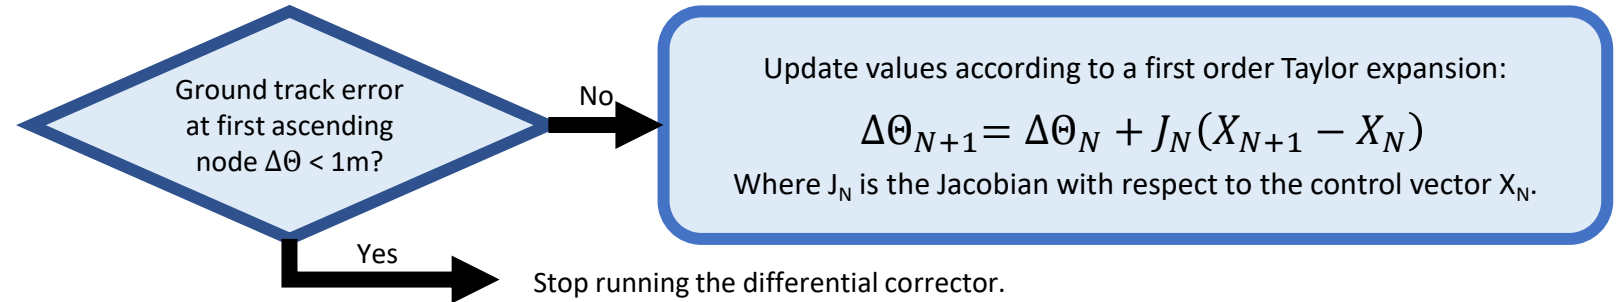 Ground track error
at first ascending
node ΔΘ < 1m?
No
Update values according to a first order Taylor expansion:
ΔΘ_{N+1} = ΔΘ_N + J_N(X_{N+1} − X_N)
Where J_N is the Jacobian with respect to the control vector X_N.
Yes
Stop running the differential corrector.